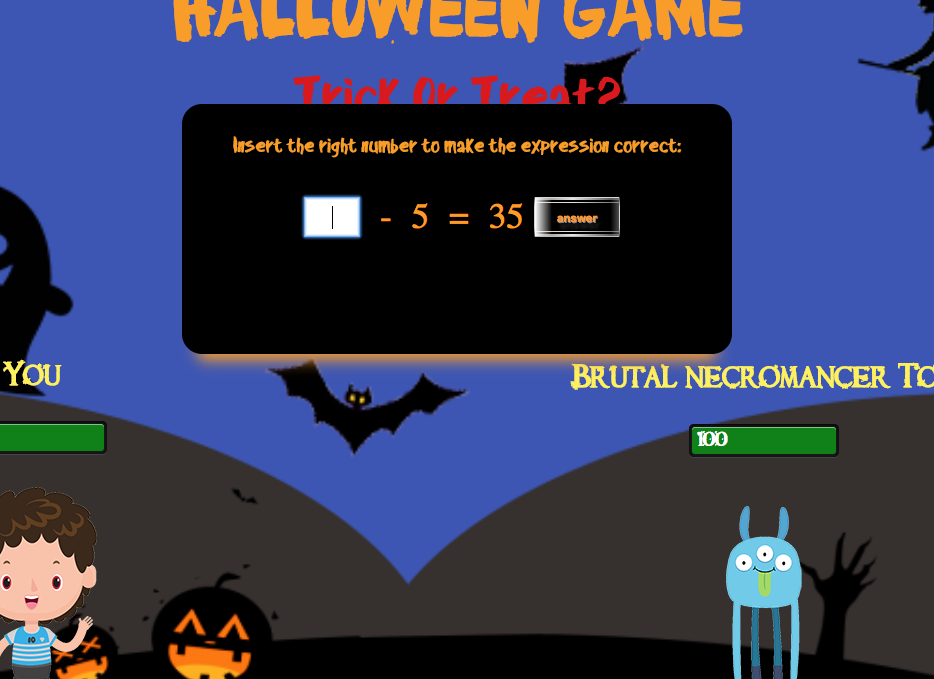 HALLOWEEN GAME
Trick Or Treat?
Insert the right number to make the expression correct:
- 5 = 35 answer
You
Brutal necromancer To
100
10